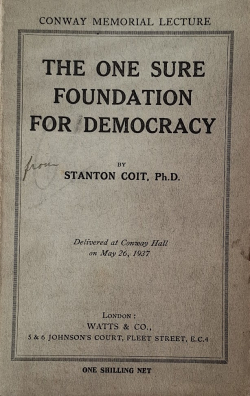 CONWAY MEMORIAL LECTURE
THE ONE SURE
FOUNDATION
FOR DEMOCRACY
from
BY
STANTON COIT, Ph.D.
Delivered at Conway Hall
on May 26, 1937
LONDON:
WATTS & CO.,
5 & 6 JOHNSON'S COURT, FLEET STREET, E.C.4
ONE SHILLING NET